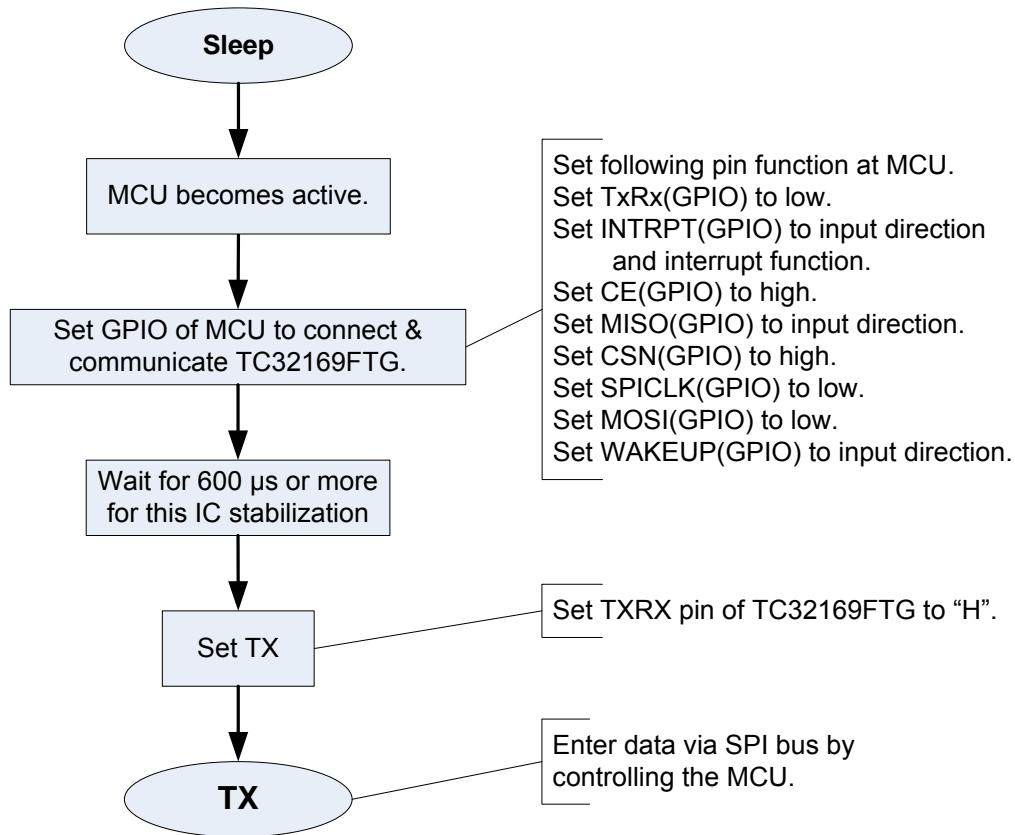 Sleep
MCU becomes active.
Set GPIO of MCU to connect &
communicate TC32169FTG.
Set following pin function at MCU.
Set TxRx(GPIO) to low.
Set INTRPT(GPIO) to input direction
and interrupt function.
Set CE(GPIO) to high.
Set MISO(GPIO) to input direction.
Set CSN(GPIO) to high.
Set SPICLK(GPIO) to low.
Set MOSI(GPIO) to low.
Set WAKEUP(GPIO) to input direction.
Wait for 600 µs or more
for this IC stabilization
Set TX
Set TXRX pin of TC32169FTG to “H”.
TX
Enter data via SPI bus by
controlling the MCU.